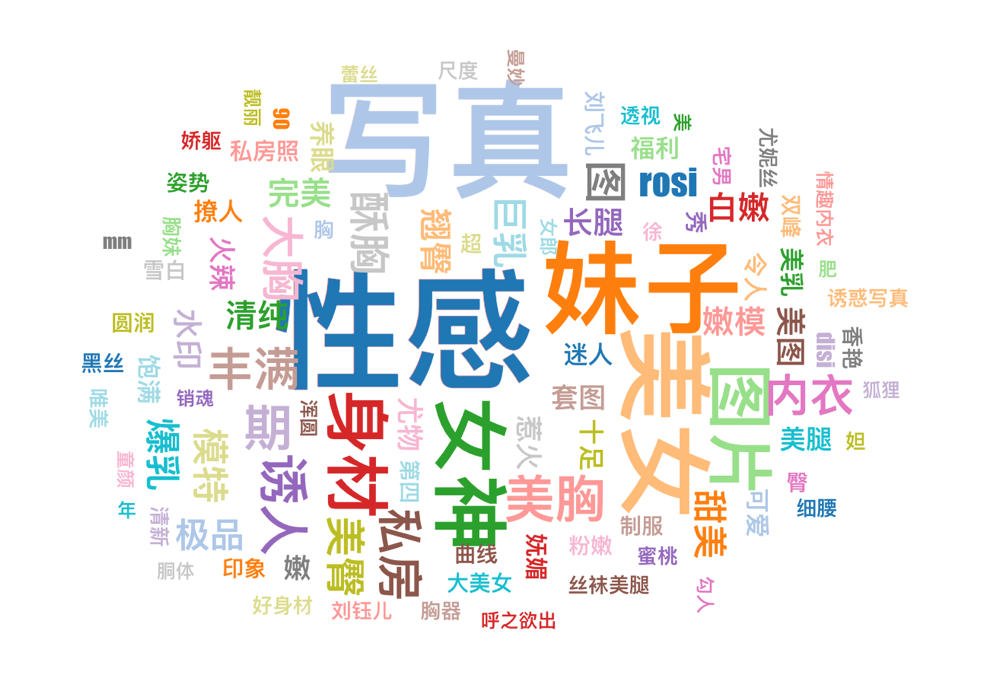 曼妙
尺度
蕾丝
写真
靓丽
90
养眼
刘飞儿
透视
美
福利
尤妮丝
娇躯
私房照
宅男
图
rosi
情趣内衣
姿势
完美
酥胸
白嫩
双峰
撩人
大胸
胸
翘臀
超
巨乳
女郎
长腿
徐
秀
mm
胸妹
雪白
火辣
性感
妹子
令人
美乳
诱惑写真
圆润
水印
清纯
嫩模
美图
disi
香艳
黑丝
饱满
丰满
迷人
美女
图片
内衣
狐狸
唯美
销魂
套图
期
浑圆
身材
尤物
女神
惹火
十足
美腿
妲
爆乳
模特
童颜
年
诱人
第四
美胸
甜美
可爱
臀
细腰
清新
极品
美臀
私房
制服
曲线
妩媚
粉嫩
蜜桃
胴体
印象
嫩
大美女
丝袜美腿
勾人
好身材
刘钰儿
胸器
呼之欲出